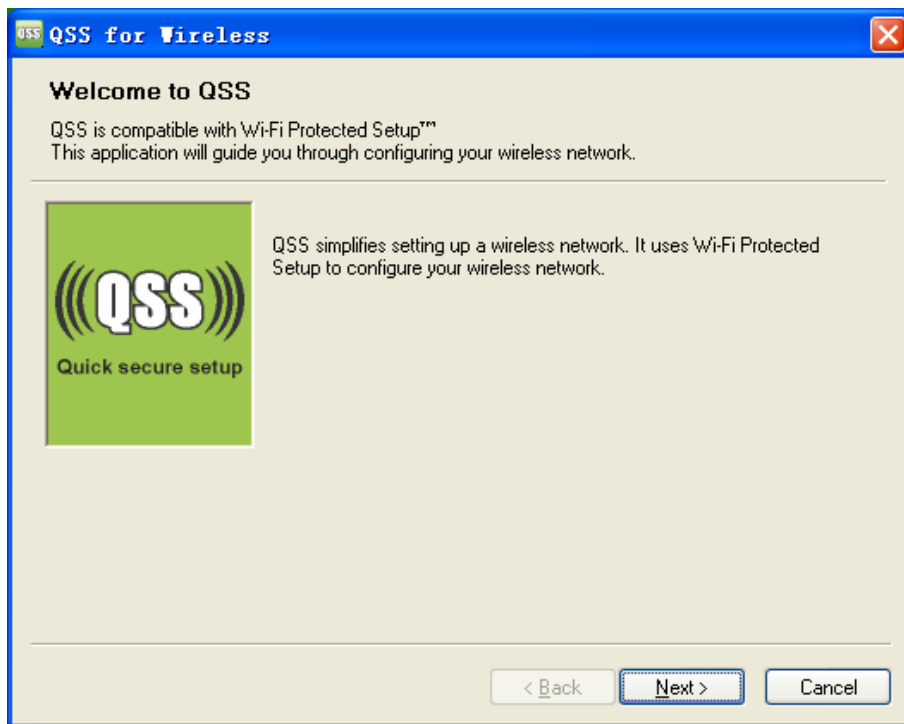 QSS QSS for Wireless
Welcome to QSS
QSS is compatible with Wi-Fi Protected Setup™
This application will guide you through configuring your wireless network.
QSS simplifies setting up a wireless network. It uses Wi-Fi Protected
Setup to configure your wireless network.
(((QSS)))
Quick secure setup
< Back
Next >
Cancel